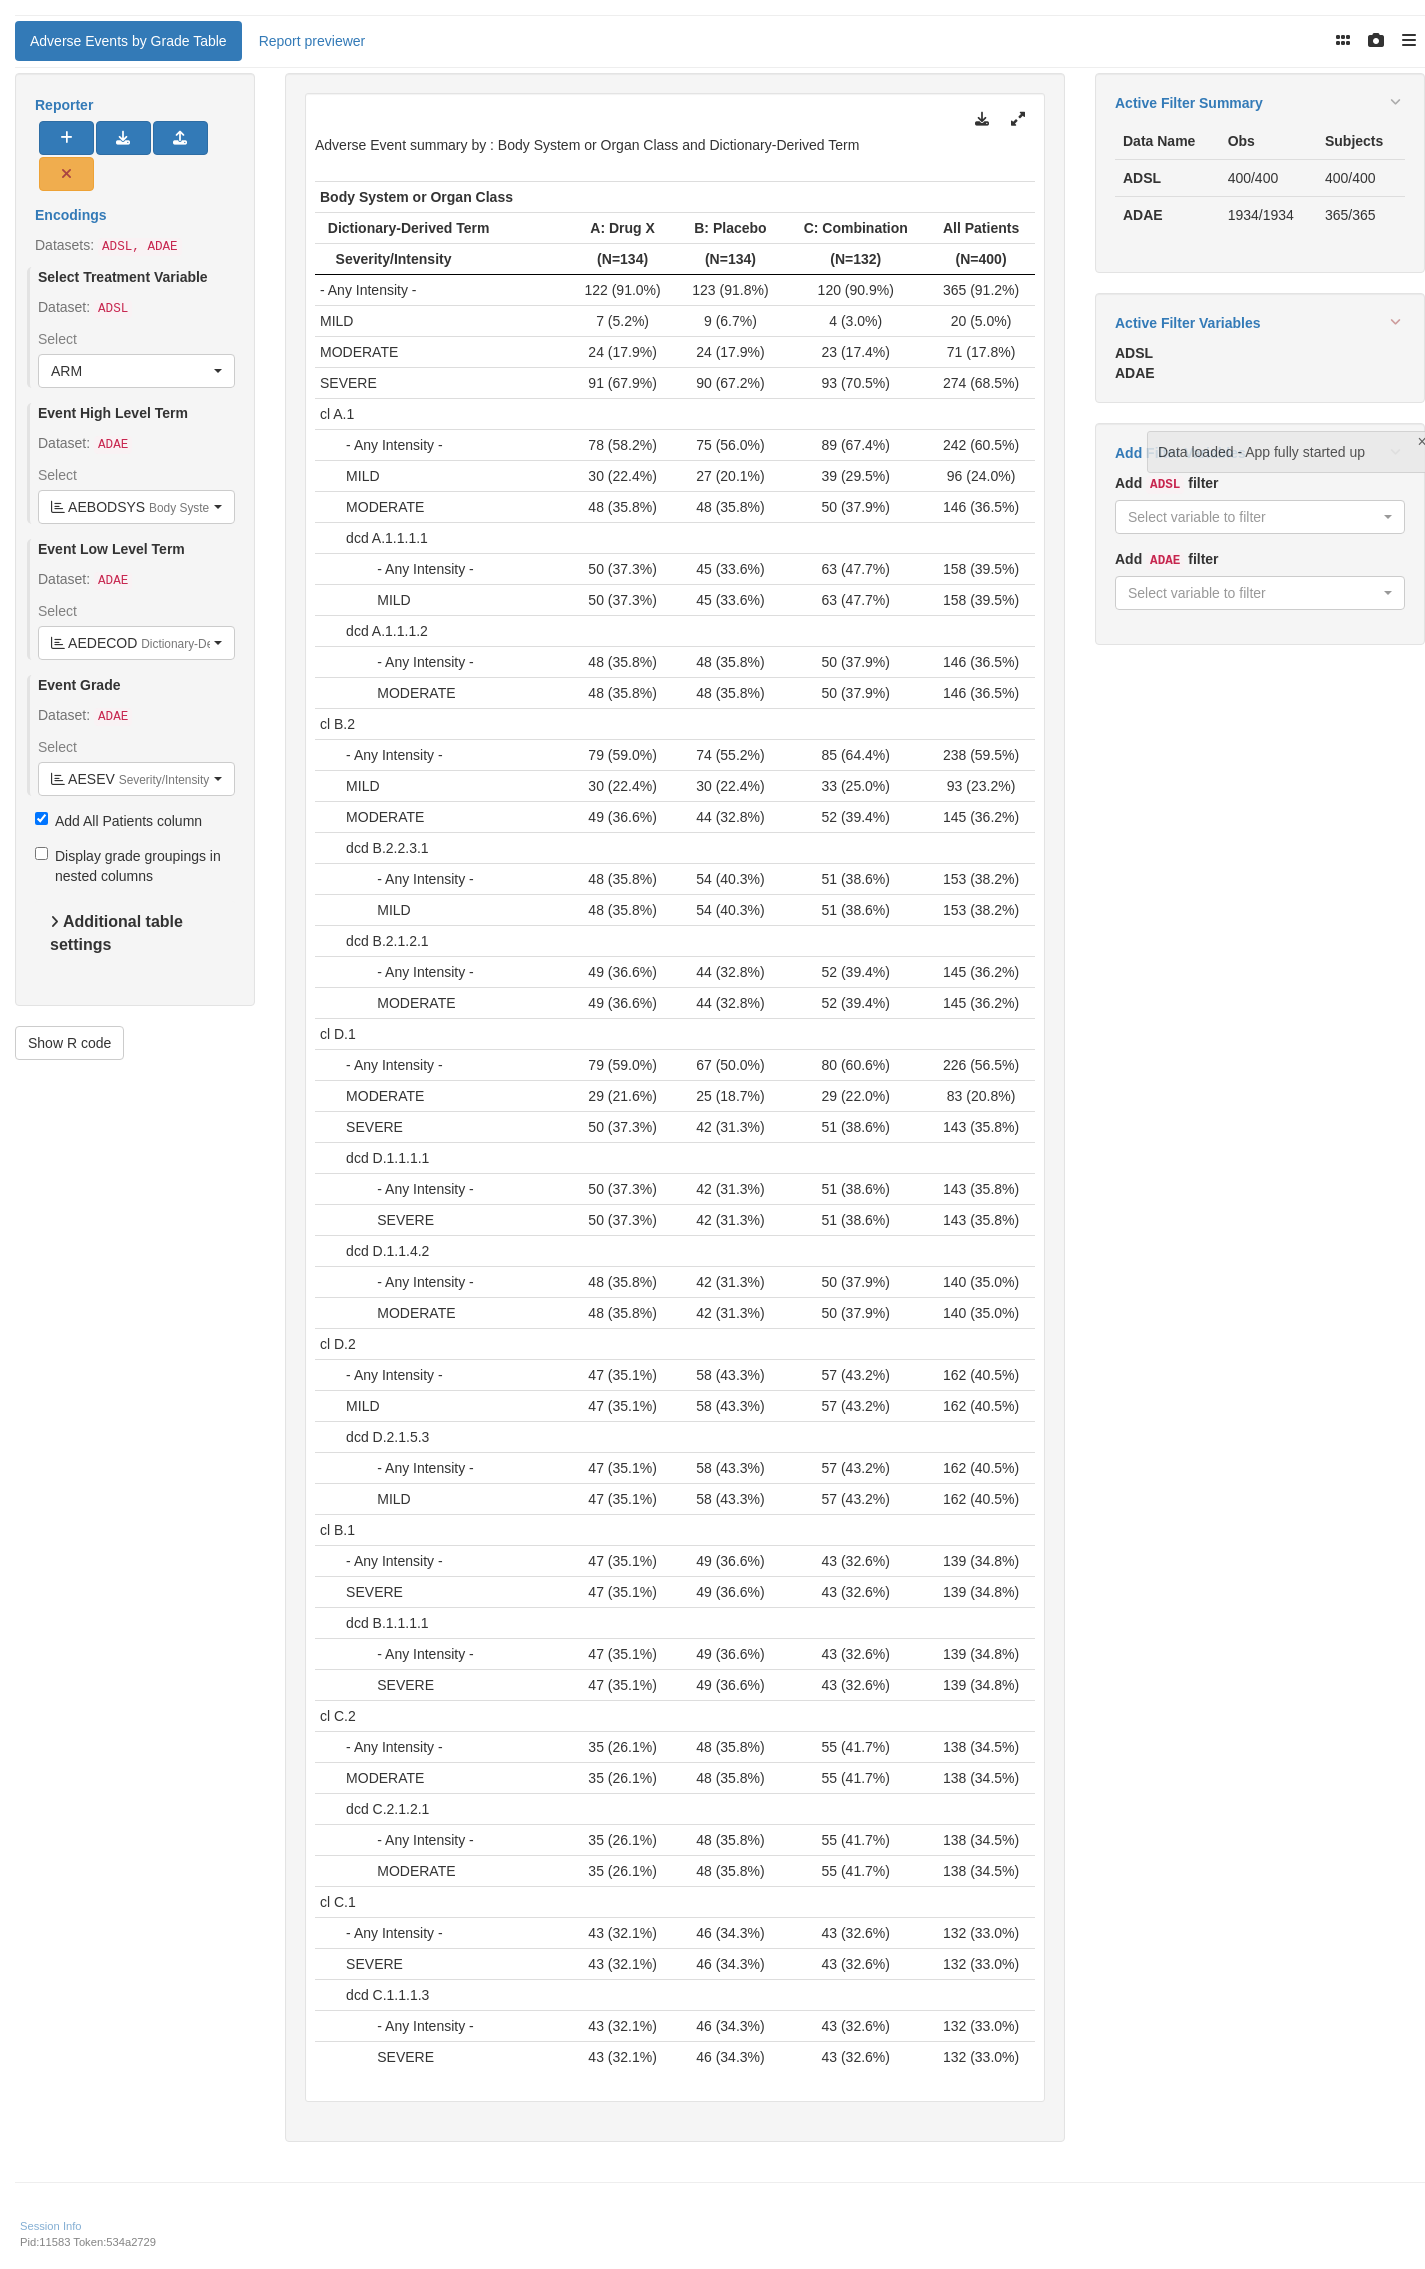 Adverse Events by Grade Table
Report previewer
Reporter
Encodings
Datasets: ADSL, ADAE
Select Treatment Variable
Dataset: ADSL
Select
ARM
Event High Level Term
Dataset: ADAE
Select
AEBODSYS Body Syste
Event Low Level Term
Dataset: ADAE
Select
AEDECOD Dictionary-De
Event Grade
Dataset: ADAE
Select
AESEV Severity/Intensity
Add All Patients column
Display grade groupings in
nested columns
Additional table
settings
Show R code
Adverse Event summary by : Body System or Organ Class and Dictionary-Derived Term
Body System or Organ Class
Dictionary-Derived Term A: Drug X B: Placebo C: Combination All Patients
Severity/Intensity (N=134) (N=134) (N=132) (N=400)
- Any Intensity - 122 (91.0%) 123 (91.8%) 120 (90.9%) 365 (91.2%)
MILD 7 (5.2%) 9 (6.7%) 4 (3.0%) 20 (5.0%)
MODERATE 24 (17.9%) 24 (17.9%) 23 (17.4%) 71 (17.8%)
SEVERE 91 (67.9%) 90 (67.2%) 93 (70.5%) 274 (68.5%)
cl A.1
- Any Intensity - 78 (58.2%) 75 (56.0%) 89 (67.4%) 242 (60.5%)
MILD 30 (22.4%) 27 (20.1%) 39 (29.5%) 96 (24.0%)
MODERATE 48 (35.8%) 48 (35.8%) 50 (37.9%) 146 (36.5%)
dcd A.1.1.1.1
- Any Intensity - 50 (37.3%) 45 (33.6%) 63 (47.7%) 158 (39.5%)
MILD 50 (37.3%) 45 (33.6%) 63 (47.7%) 158 (39.5%)
dcd A.1.1.1.2
- Any Intensity - 48 (35.8%) 48 (35.8%) 50 (37.9%) 146 (36.5%)
MODERATE 48 (35.8%) 48 (35.8%) 50 (37.9%) 146 (36.5%)
cl B.2
- Any Intensity - 79 (59.0%) 74 (55.2%) 85 (64.4%) 238 (59.5%)
MILD 30 (22.4%) 30 (22.4%) 33 (25.0%) 93 (23.2%)
MODERATE 49 (36.6%) 44 (32.8%) 52 (39.4%) 145 (36.2%)
dcd B.2.2.3.1
- Any Intensity - 48 (35.8%) 54 (40.3%) 51 (38.6%) 153 (38.2%)
MILD 48 (35.8%) 54 (40.3%) 51 (38.6%) 153 (38.2%)
dcd B.2.1.2.1
- Any Intensity - 49 (36.6%) 44 (32.8%) 52 (39.4%) 145 (36.2%)
MODERATE 49 (36.6%) 44 (32.8%) 52 (39.4%) 145 (36.2%)
cl D.1
- Any Intensity - 79 (59.0%) 67 (50.0%) 80 (60.6%) 226 (56.5%)
MODERATE 29 (21.6%) 25 (18.7%) 29 (22.0%) 83 (20.8%)
SEVERE 50 (37.3%) 42 (31.3%) 51 (38.6%) 143 (35.8%)
dcd D.1.1.1.1
- Any Intensity - 50 (37.3%) 42 (31.3%) 51 (38.6%) 143 (35.8%)
SEVERE 50 (37.3%) 42 (31.3%) 51 (38.6%) 143 (35.8%)
dcd D.1.1.4.2
- Any Intensity - 48 (35.8%) 42 (31.3%) 50 (37.9%) 140 (35.0%)
MODERATE 48 (35.8%) 42 (31.3%) 50 (37.9%) 140 (35.0%)
cl D.2
- Any Intensity - 47 (35.1%) 58 (43.3%) 57 (43.2%) 162 (40.5%)
MILD 47 (35.1%) 58 (43.3%) 57 (43.2%) 162 (40.5%)
dcd D.2.1.5.3
- Any Intensity - 47 (35.1%) 58 (43.3%) 57 (43.2%) 162 (40.5%)
MILD 47 (35.1%) 58 (43.3%) 57 (43.2%) 162 (40.5%)
cl B.1
- Any Intensity - 47 (35.1%) 49 (36.6%) 43 (32.6%) 139 (34.8%)
SEVERE 47 (35.1%) 49 (36.6%) 43 (32.6%) 139 (34.8%)
dcd B.1.1.1.1
- Any Intensity - 47 (35.1%) 49 (36.6%) 43 (32.6%) 139 (34.8%)
SEVERE 47 (35.1%) 49 (36.6%) 43 (32.6%) 139 (34.8%)
cl C.2
- Any Intensity - 35 (26.1%) 48 (35.8%) 55 (41.7%) 138 (34.5%)
MODERATE 35 (26.1%) 48 (35.8%) 55 (41.7%) 138 (34.5%)
dcd C.2.1.2.1
- Any Intensity - 35 (26.1%) 48 (35.8%) 55 (41.7%) 138 (34.5%)
MODERATE 35 (26.1%) 48 (35.8%) 55 (41.7%) 138 (34.5%)
cl C.1
- Any Intensity - 43 (32.1%) 46 (34.3%) 43 (32.6%) 132 (33.0%)
SEVERE 43 (32.1%) 46 (34.3%) 43 (32.6%) 132 (33.0%)
dcd C.1.1.1.3
- Any Intensity - 43 (32.1%) 46 (34.3%) 43 (32.6%) 132 (33.0%)
SEVERE 43 (32.1%) 46 (34.3%) 43 (32.6%) 132 (33.0%)
Active Filter Summary
Data Name Obs Subjects
ADSL 400/400 400/400
ADAE 1934/1934 365/365
Active Filter Variables
ADSL
ADAE
Add
Data loaded - App fully started up
×
Add ADSL filter
Select variable to filter
Add ADAE filter
Select variable to filter
Session Info
Pid:11583 Token:534a2729